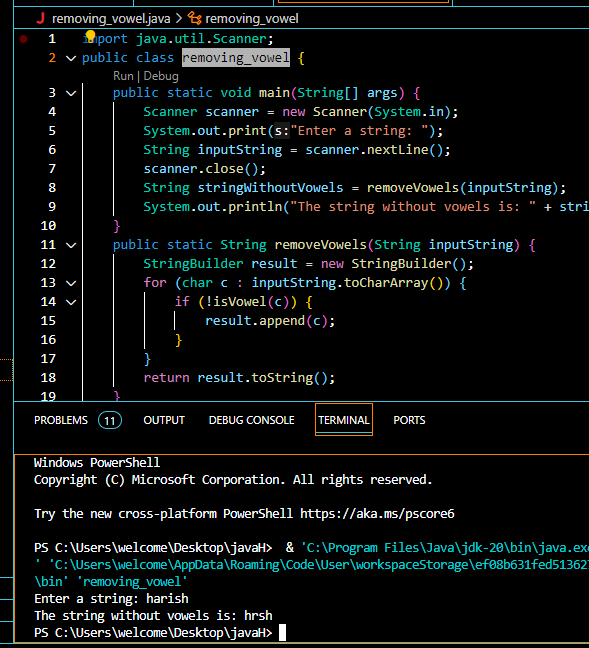 removing_vowel.java > removing_vowel
1 import java.util.Scanner;
2 public class removing_vowel {
Run | Debug
3 public static void main(String[] args) {
4 Scanner scanner = new Scanner(System.in);
5 System.out.print(s:"Enter a string: ");
6 String inputString = scanner.nextLine();
7 scanner.close();
8 String stringWithoutVowels = removeVowels(inputString);
9 System.out.println("The string without vowels is: " + stri
10 }
11 public static String removeVowels(String inputString) {
12 StringBuilder result = new StringBuilder();
13 for (char c : inputString.toCharArray()) {
14 if (!isVowel(c)) {
15 result.append(c);
16 }
17 }
18 return result.toString();
19 }
PROBLEMS 11 OUTPUT DEBUG CONSOLE TERMINAL PORTS
Windows PowerShell
Copyright (C) Microsoft Corporation. All rights reserved.
Try the new cross-platform PowerShell https://aka.ms/pscore6
PS C:\Users\welcome\Desktop\javaH> & 'C:\Program Files\Java\jdk-20\bin\java.exe
' 'C:\Users\welcome\AppData\Roaming\Code\User\workspaceStorage\ef08b631fed513627
\bin' 'removing_vowel'
Enter a string: harish
The string without vowels is: hrsh
PS C:\Users\welcome\Desktop\javaH>